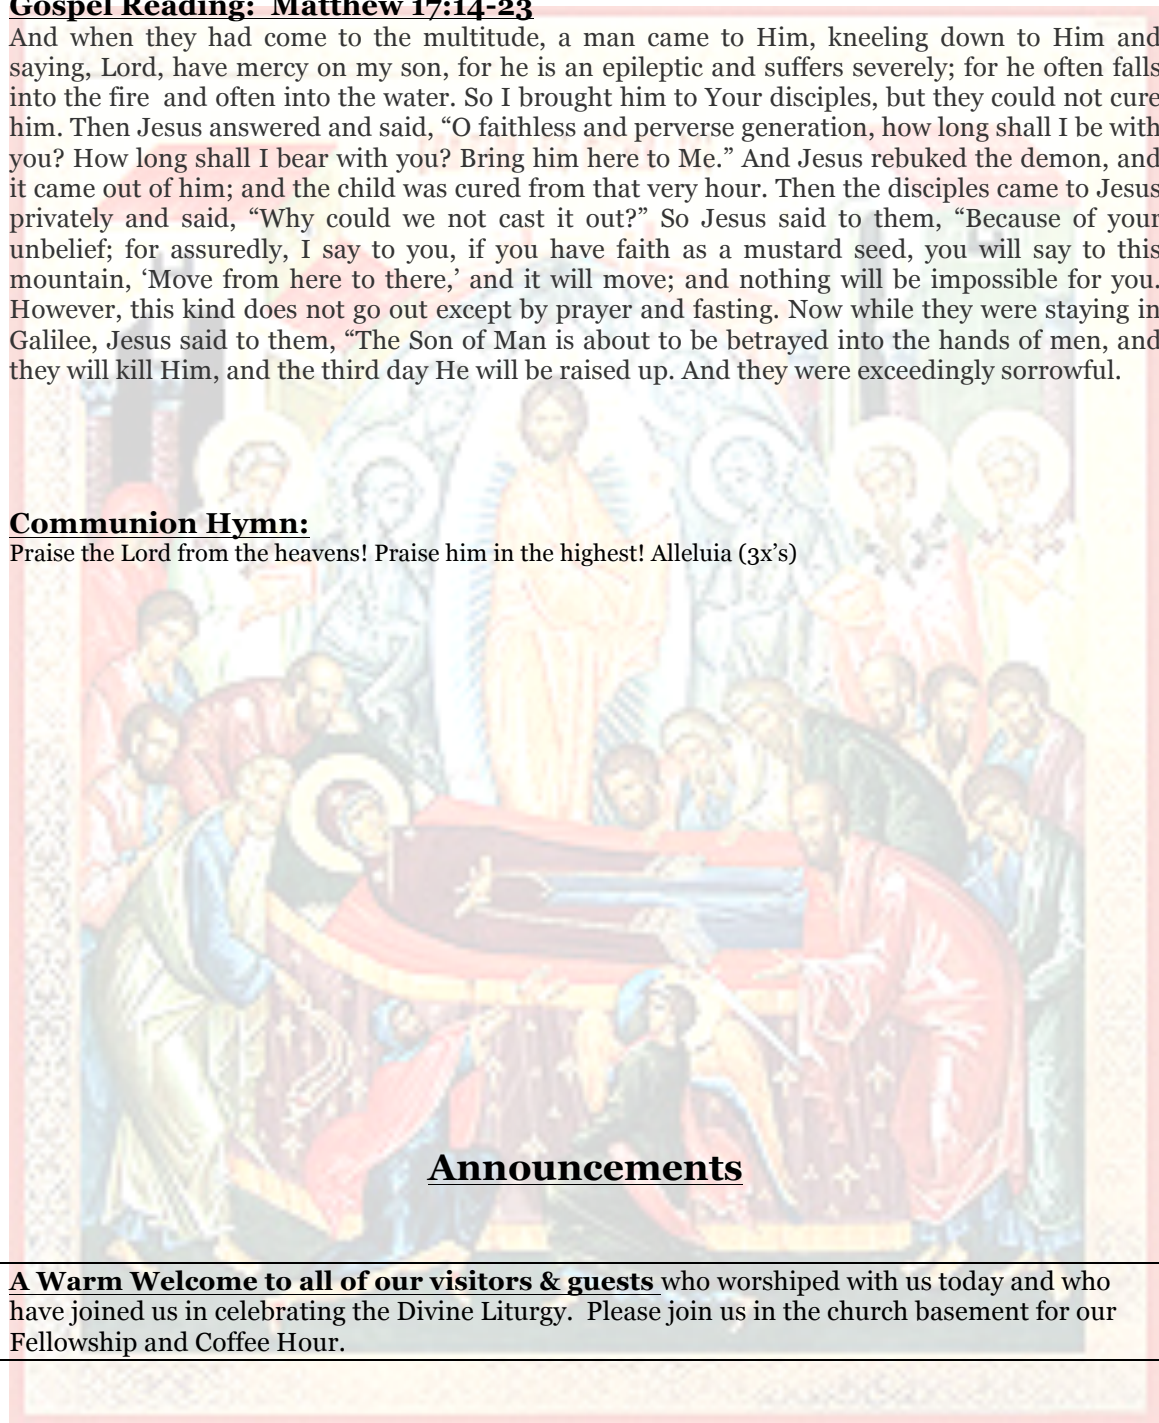 Gospel Reading:  Matthew 17:14-23
And when they had come to the multitude, a man came to Him, kneeling down to Him and
saying, Lord, have mercy on my son, for he is an epileptic and suffers severely; for he often falls
into the fire  and often into the water. So I brought him to Your disciples, but they could not cure
him. Then Jesus answered and said, “O faithless and perverse generation, how long shall I be with
you? How long shall I bear with you? Bring him here to Me.” And Jesus rebuked the demon, and
it came out of him; and the child was cured from that very hour. Then the disciples came to Jesus
privately and said, “Why could we not cast it out?” So Jesus said to them, “Because of your
unbelief; for assuredly, I say to you, if you have faith as a mustard seed, you will say to this
mountain, ‘Move from here to there,’ and it will move; and nothing will be impossible for you.
However, this kind does not go out except by prayer and fasting. Now while they were staying in
Galilee, Jesus said to them, “The Son of Man is about to be betrayed into the hands of men, and
they will kill Him, and the third day He will be raised up. And they were exceedingly sorrowful.
Communion Hymn:
Praise the Lord from the heavens! Praise him in the highest! Alleluia (3x’s)
Announcements
A Warm Welcome to all of our visitors & guests who worshiped with us today and who
have joined us in celebrating the Divine Liturgy.  Please join us in the church basement for our
Fellowship and Coffee Hour.